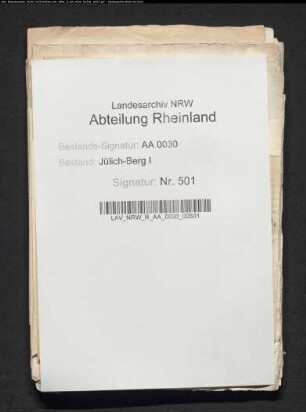 Landesarchiv NRW
Abteilung Rheinland
Bestands-Signatur: AA 0030
Bestand: Jülich-Berg I
Signatur: Nr. 501
LAV_NRW_R_AA_0030_00501